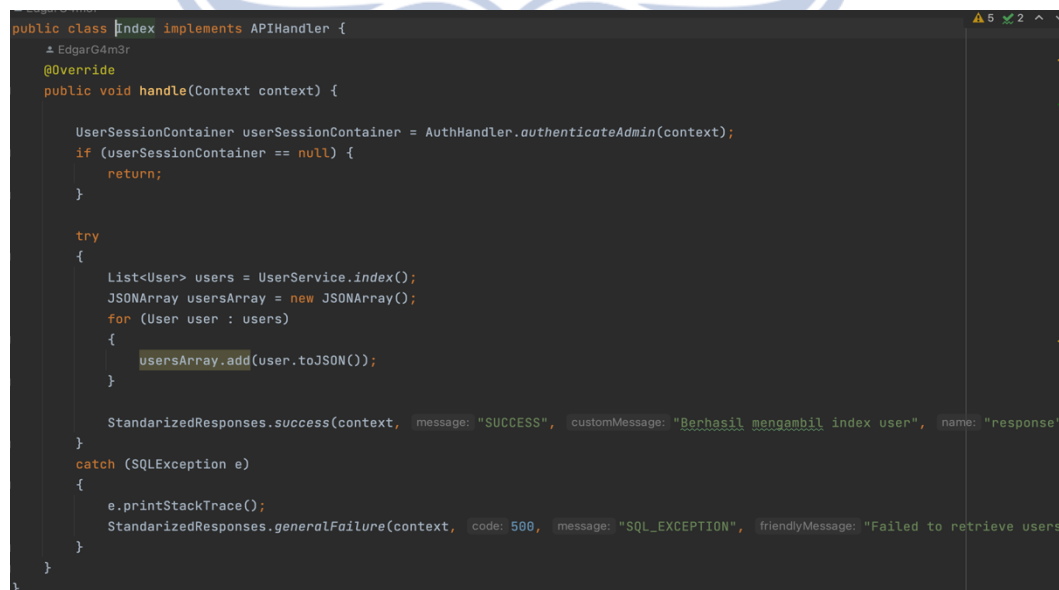 public class Index implements APIHandler {
5 2
EdgarG4m3r
@Override
public void handle(Context context) {
UserSessionContainer userSessionContainer = AuthHandler.authenticateAdmin(context);
if (userSessionContainer == null) {
return;
}
try
{
List<User> users = UserService.index();
JSONArray usersArray = new JSONArray();
for (User user : users)
{
usersArray.add(user.toJSON());
}
StandarizedResponses.success(context, message: "SUCCESS", customMessage: "Berhasil mengambil index user", name: "response"
}
catch (SQLException e)
{
e.printStackTrace();
StandarizedResponses.generalFailure(context, code: 500, message: "SQL_EXCEPTION", friendlyMessage: "Failed to retrieve users
}
}
}